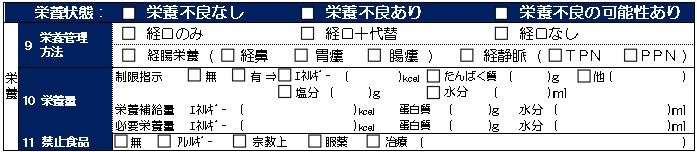 栄養状態： ■ 栄養不良なし ■ 栄養不良あり ■ 栄養不良の可能性あり
栄養
9 栄養管理方法 □ 経口のみ □ 経口＋代替 □ 経口なし
□ 経腸栄養 ( □ 経鼻 □ 胃瘻 □ 腸瘻 ) □ 経静脈 ( □ TPN □ PPN )
10 栄養量 制限指示 □ 無 □ 有 ⇒ □ エネルギー ( )kcal □ たんぱく質 ( )g □ 他 ( )
□ 塩分 ( )g □ 水分 ( )ml
栄養補給量 エネルギー ( )kcal 蛋白質 ( )g 水分 ( )ml
必要栄養量 エネルギー ( )kcal 蛋白質 ( )g 水分 ( )ml
11 禁止食品 □ 無 □ アレルギー □ 宗教上 □ 服薬 □ 治療 ( )